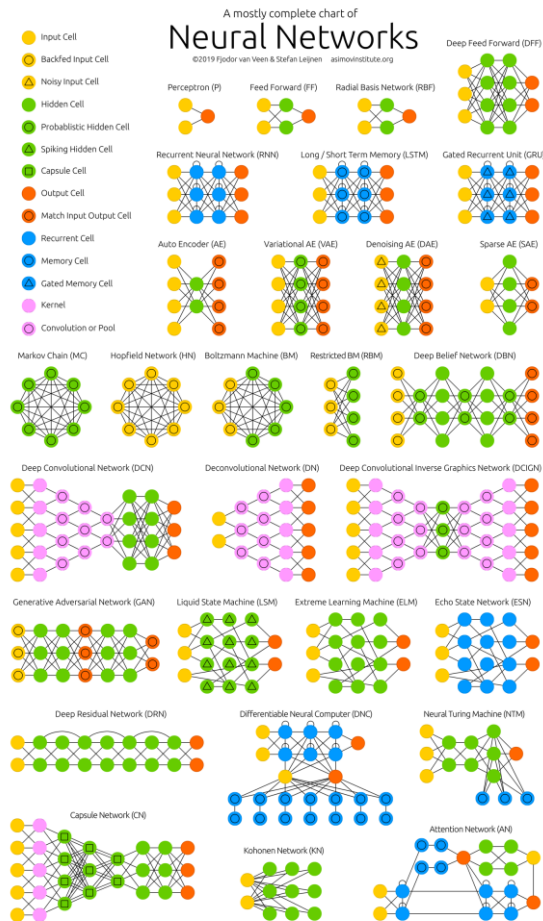 A mostly complete chart of
Neural Networks
©2019 Fjodor van Veen & Stefan Leijnen asimovinstitute.org
Input Cell
Backfed Input Cell
Noisy Input Cell
Hidden Cell
Probablistic Hidden Cell
Spiking Hidden Cell
Capsule Cell
Output Cell
Match Input Output Cell
Recurrent Cell
Memory Cell
Gated Memory Cell
Kernel
Convolution or Pool
Deep Feed Forward (DFF)
Perceptron (P)
Feed Forward (FF)
Radial Basis Network (RBF)
Recurrent Neural Network (RNN)
Long / Short Term Memory (LSTM)
Gated Recurrent Unit (GRU)
Auto Encoder (AE)
Variational AE (VAE)
Denoising AE (DAE)
Sparse AE (SAE)
Markov Chain (MC)
Hopfield Network (HN)
Boltzmann Machine (BM)
Restricted BM (RBM)
Deep Belief Network (DBN)
Deep Convolutional Network (DCN)
Deconvolutional Network (DN)
Deep Convolutional Inverse Graphics Network (DCIGN)
Generative Adversarial Network (GAN)
Liquid State Machine (LSM)
Extreme Learning Machine (ELM)
Echo State Network (ESN)
Deep Residual Network (DRN)
Differentiable Neural Computer (DNC)
Neural Turing Machine (NTM)
Capsule Network (CN)
Kohonen Network (KN)
Attention Network (AN)